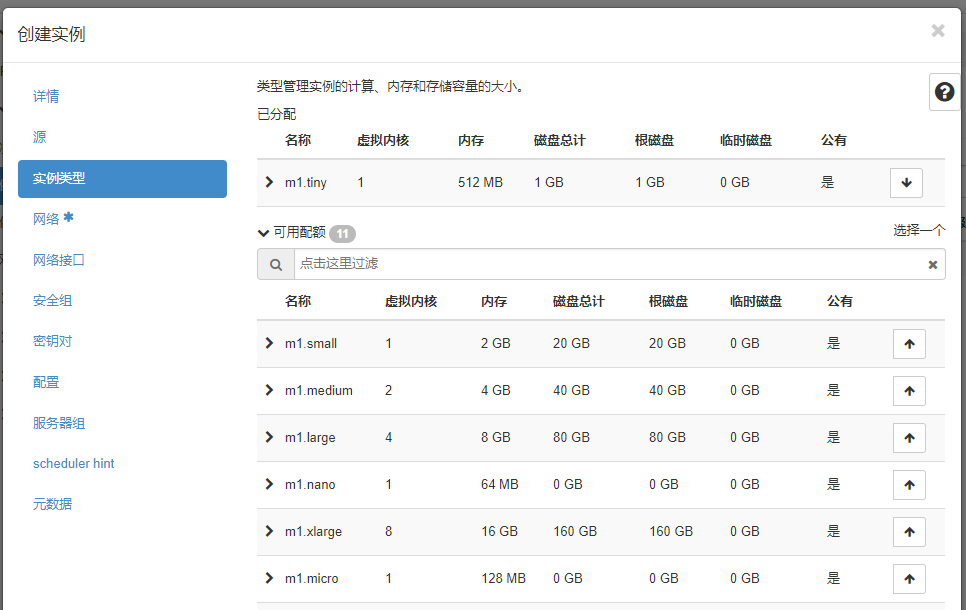 创建实例
详情
源
实例类型
网络 *
网络接口
安全组
密钥对
配置
服务器组
scheduler hint
元数据
类型管理实例的计算、内存和存储容量的大小。
已分配
名称 虚拟内核 内存 磁盘总计 根磁盘 临时磁盘 公有
m1.tiny 1 512 MB 1 GB 1 GB 0 GB 是
可用配额 11 选择一个
点击这里过滤
名称 虚拟内核 内存 磁盘总计 根磁盘 临时磁盘 公有
m1.small 1 2 GB 20 GB 20 GB 0 GB 是
m1.medium 2 4 GB 40 GB 40 GB 0 GB 是
m1.large 4 8 GB 80 GB 80 GB 0 GB 是
m1.nano 1 64 MB 0 GB 0 GB 0 GB 是
m1.xlarge 8 16 GB 160 GB 160 GB 0 GB 是
m1.micro 1 128 MB 0 GB 0 GB 0 GB 是